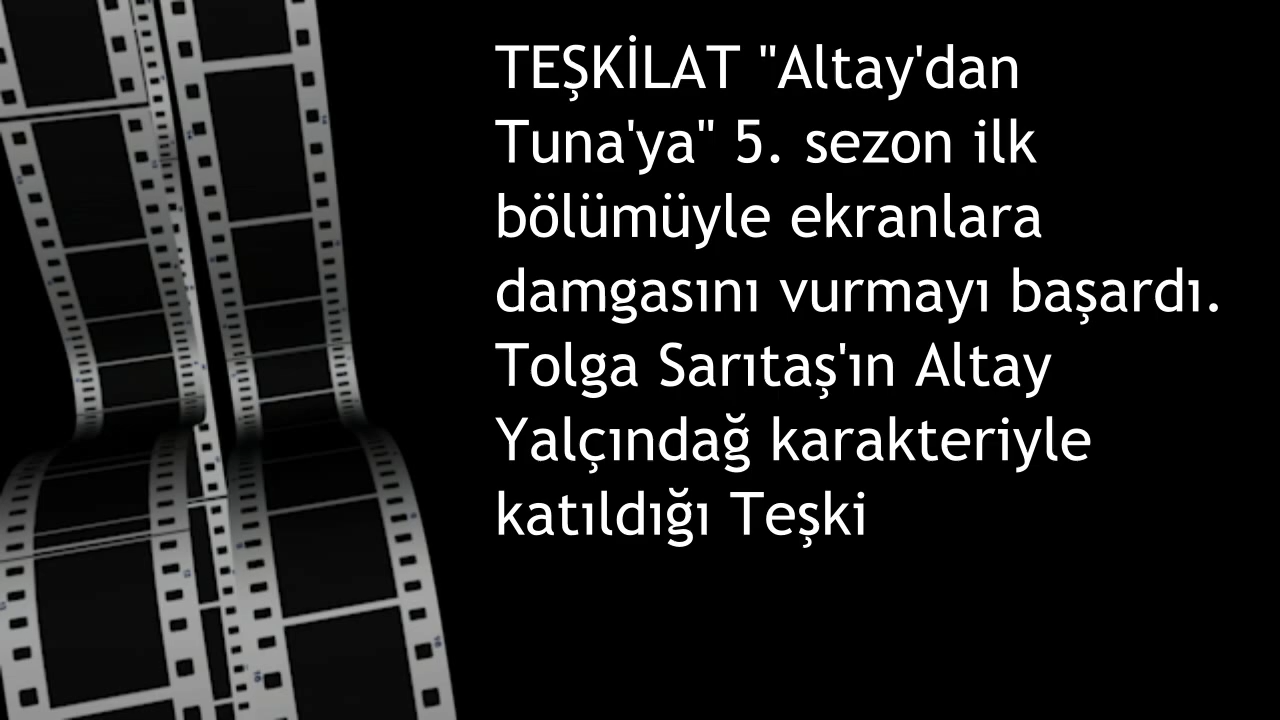 TEŞKİLAT "Altay'dan
Tuna'ya" 5. sezon ilk
bölümüyle ekranlara
damgasını vurmayı başardı.
Tolga Sarıtaş'ın Altay
Yalçındağ karakteriyle
katıldığı Teşki